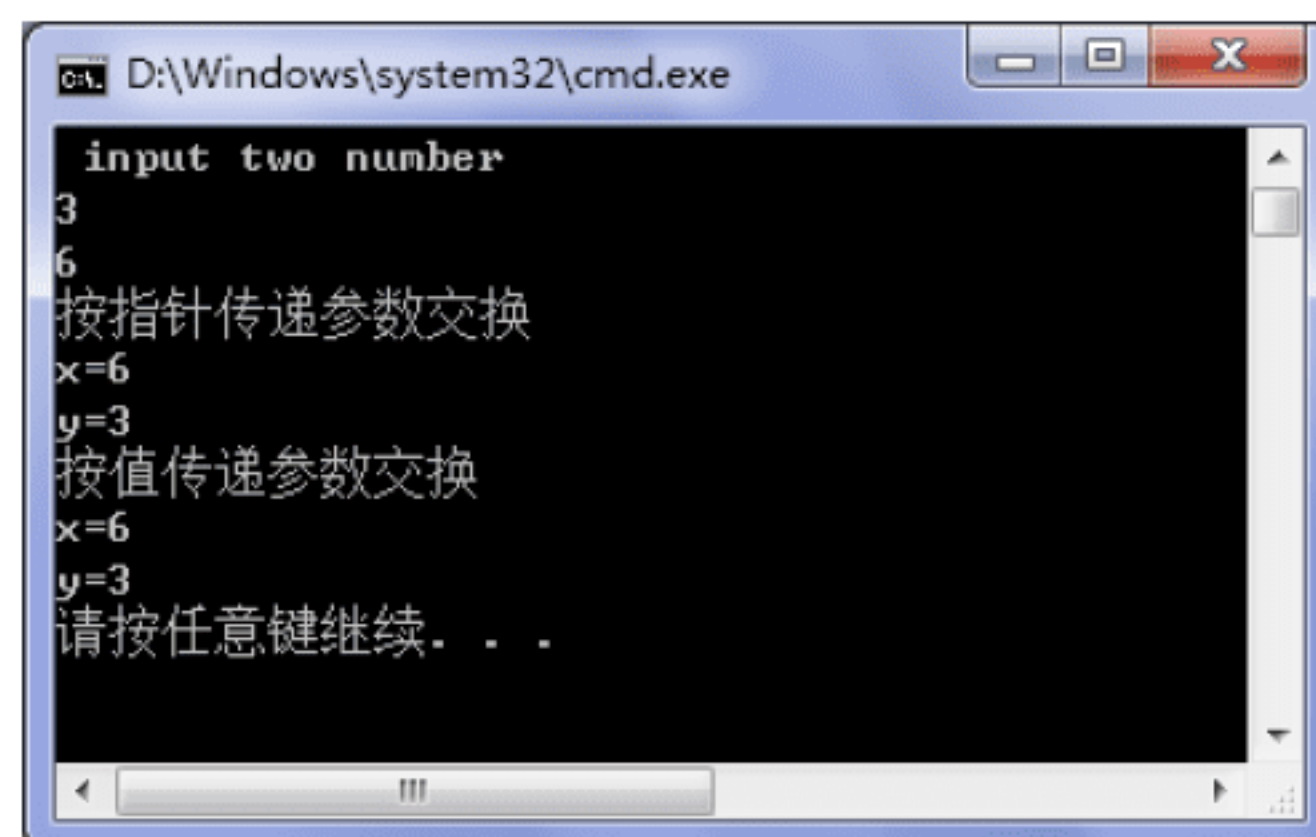 D:\Windows\system32\cmd.exe
input two number
3
6
按指针传递参数交换
x=6
y=3
按值传递参数交换
x=6
y=3
请按任意键继续. . .